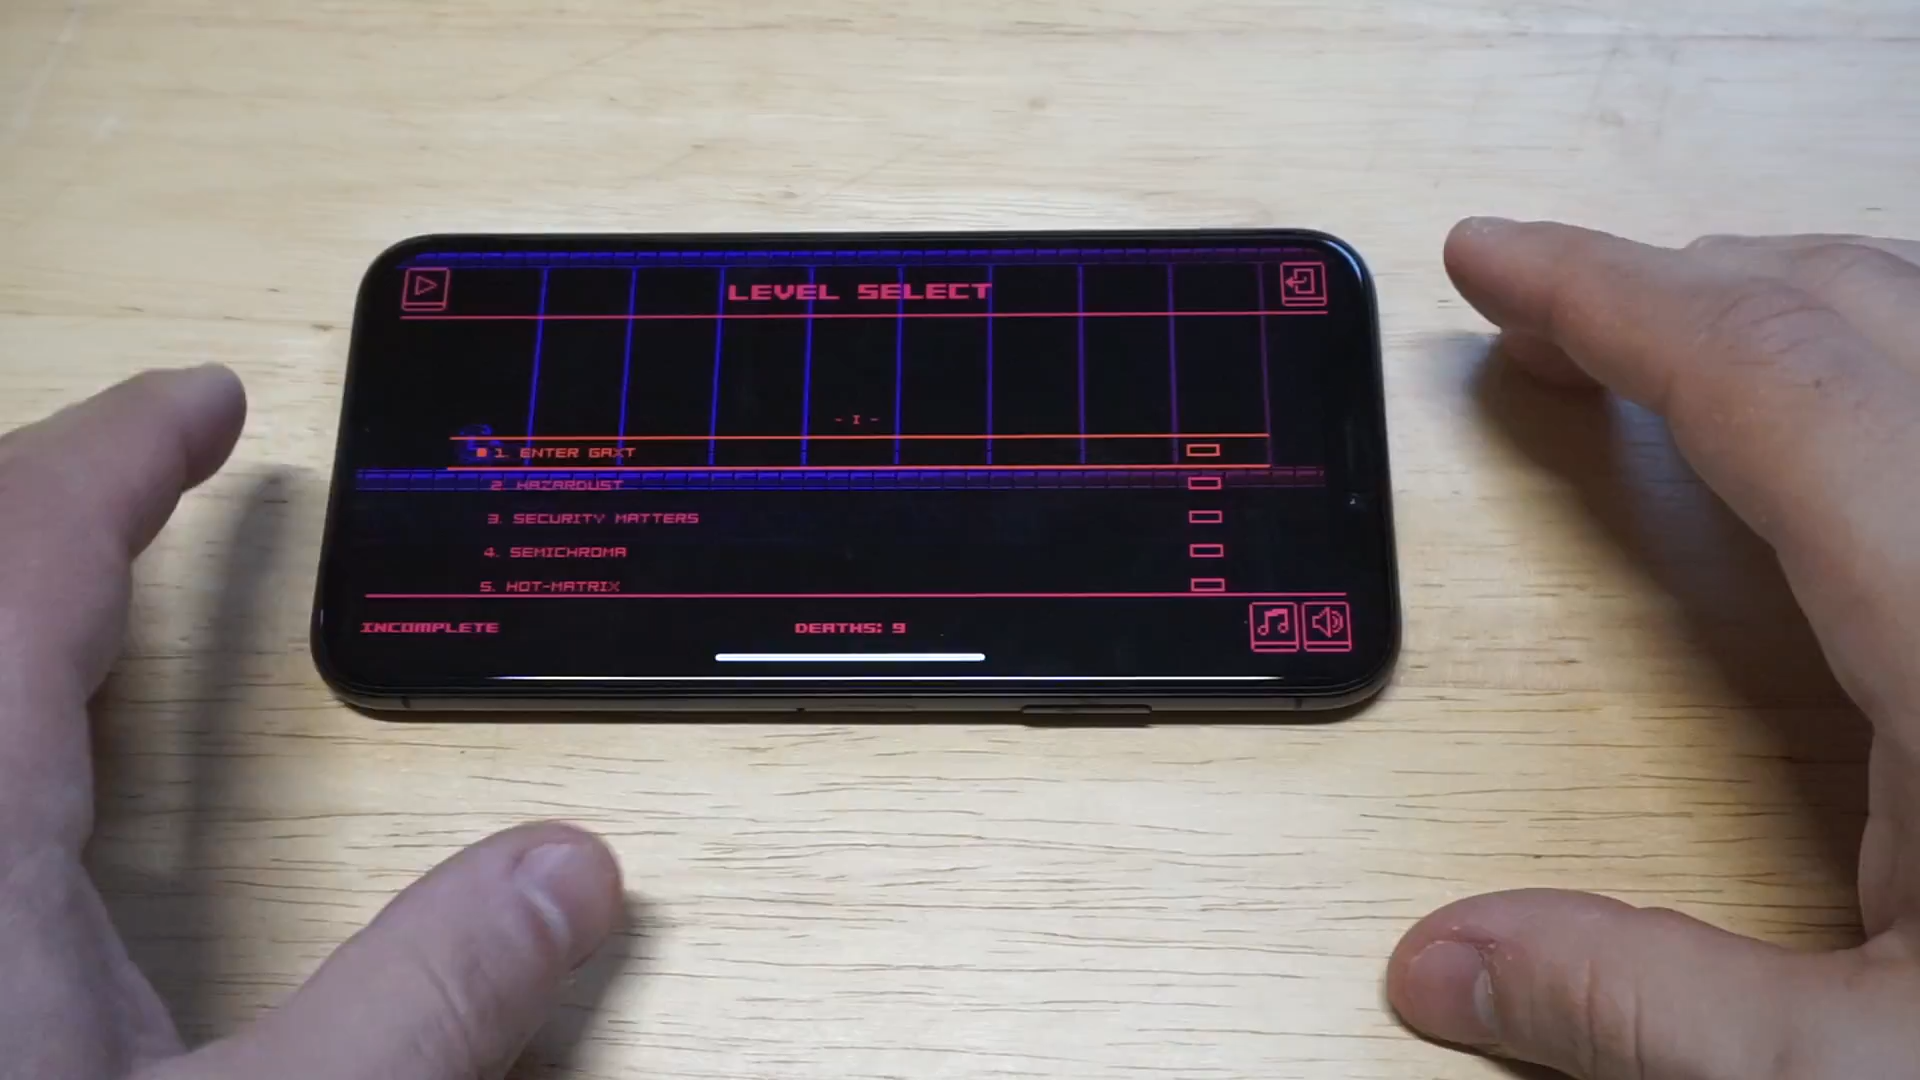 LEVEL SELECT
- I -
1. ENTER GAXT
2. HAZARDUST
3. SECURITY MATTERS
4. SEMICHROMA
5. HOT-MATRIX
INCOMPLETE
DEATHS: 9